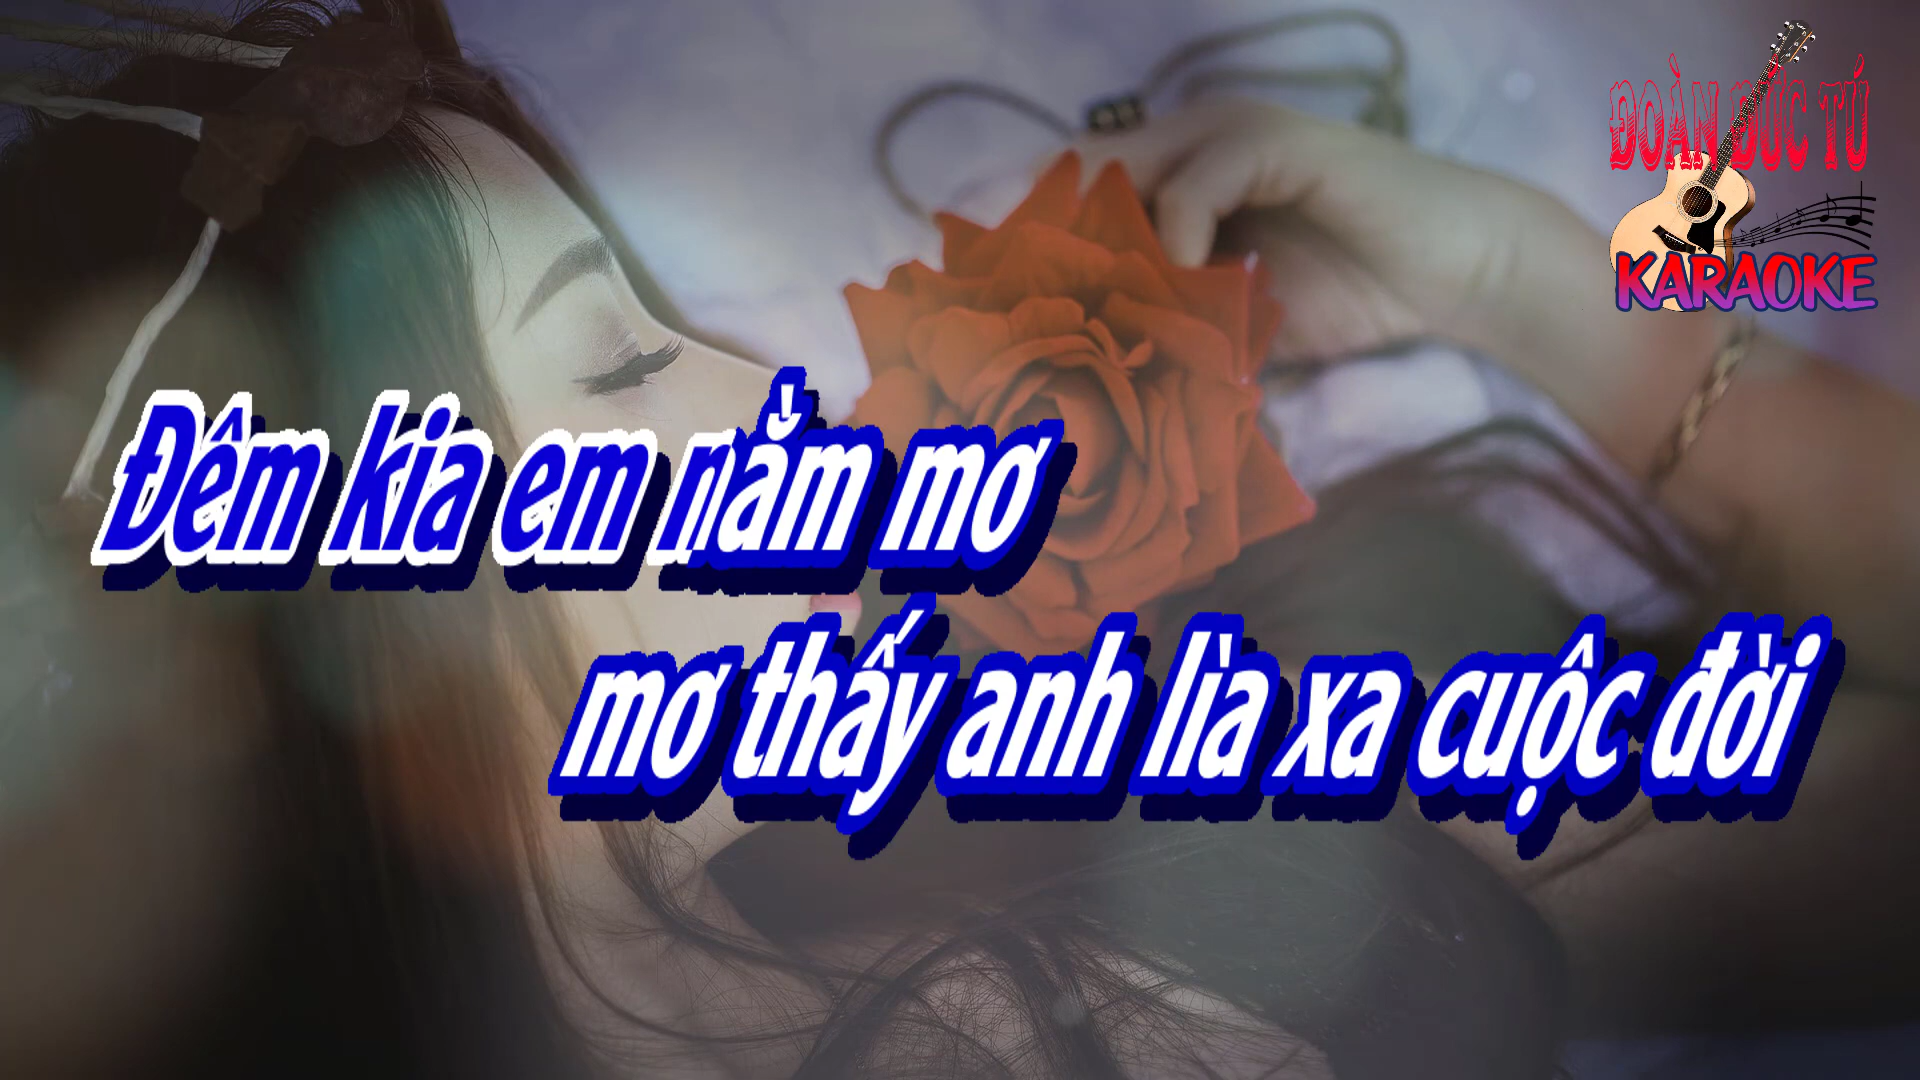 ĐOÀN ĐỨC TÚ
KARAOKE
Đêm kia em nằm mơ
mơ thấy anh lìa xa cuộc đời